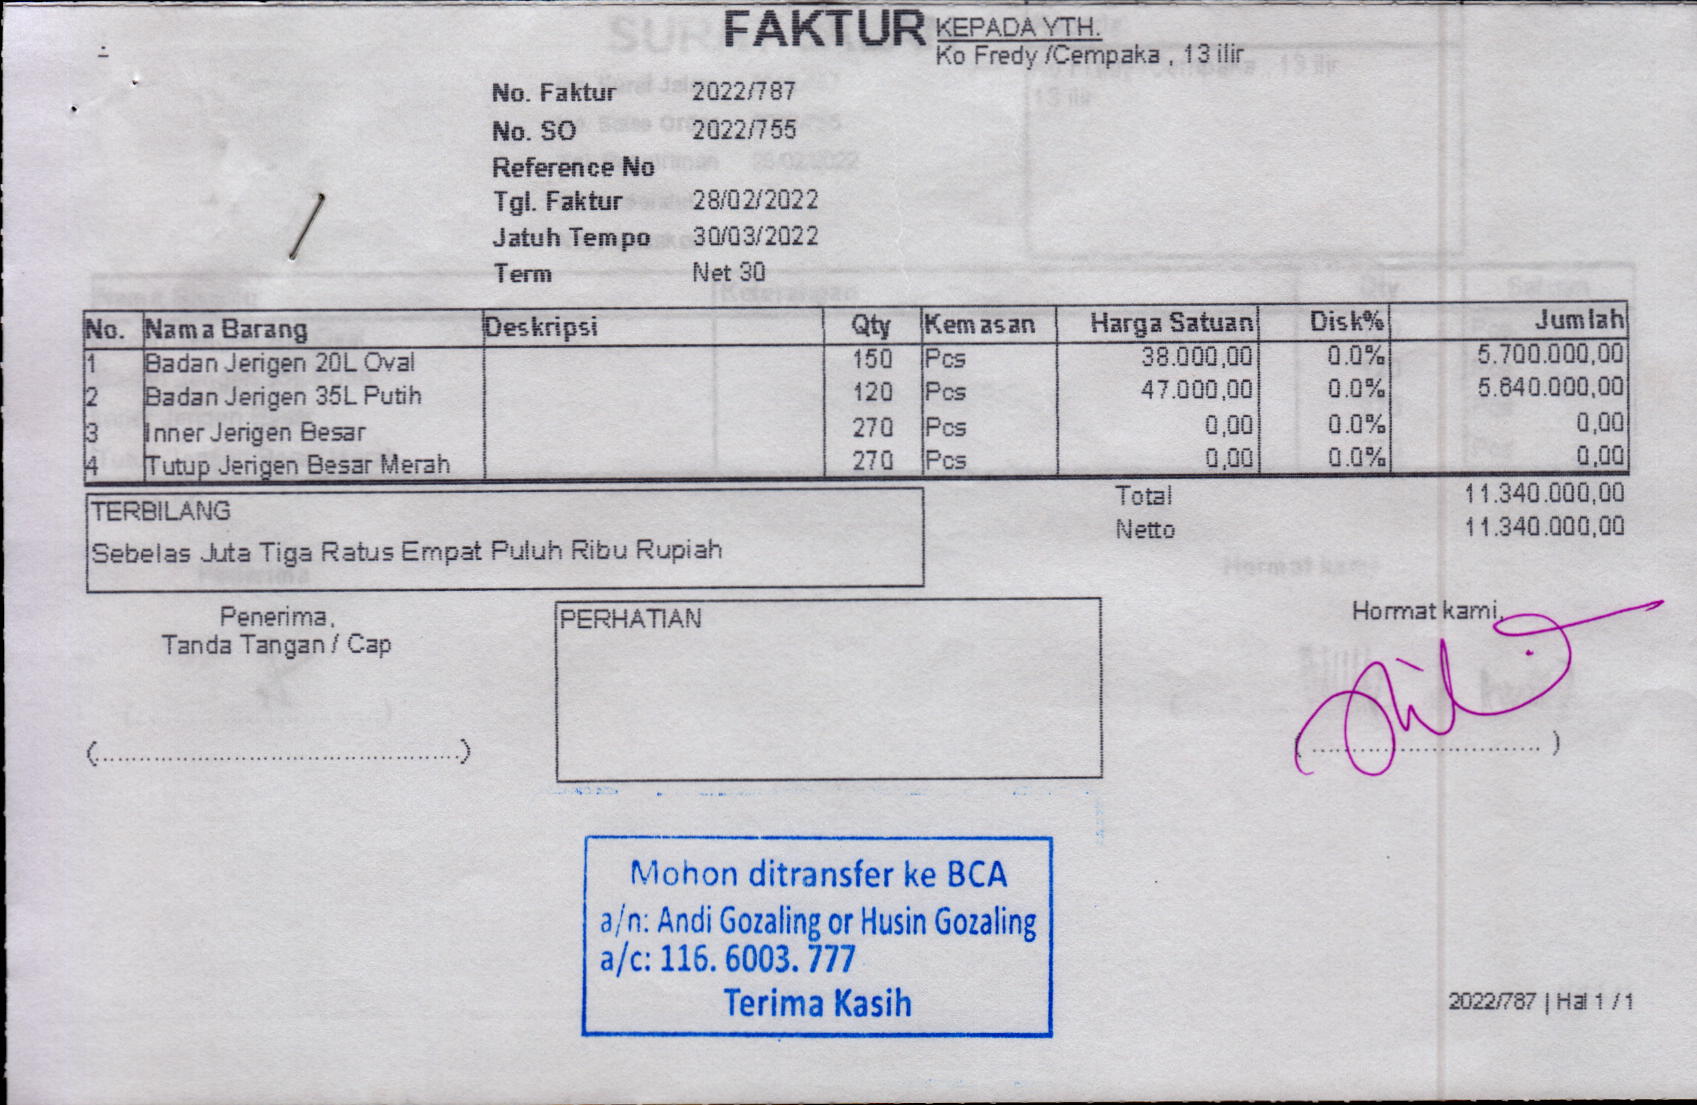 FAKTUR
KEPADA YTH.
Ko Fredy /Cempaka , 13 ilir
No. Faktur 2022/787
No. SO 2022/755
Reference No
Tgl. Faktur 28/02/2022
Jatuh Tempo 30/03/2022
Term Net 30
No. Nama Barang Deskripsi Qty Kemasan Harga Satuan Disk% Jumlah
1 Badan Jerigen 20L Oval 150 Pcs 38.000,00 0.0% 5.700.000,00
2 Badan Jerigen 35L Putih 120 Pcs 47.000,00 0.0% 5.640.000,00
3 Inner Jerigen Besar 270 Pcs 0,00 0.0% 0,00
4 Tutup Jerigen Besar Merah 270 Pcs 0,00 0.0% 0,00
Total 11.340.000,00
Netto 11.340.000,00
TERBILANG
Sebelas Juta Tiga Ratus Empat Puluh Ribu Rupiah
Penerima,
Tanda Tangan / Cap
(................................................)
PERHATIAN
Hormat kami,
( .............................. )
Mohon ditransfer ke BCA
a/n: Andi Gozaling or Husin Gozaling
a/c: 116. 6003. 777
Terima Kasih
2022/787 | Hal 1 / 1